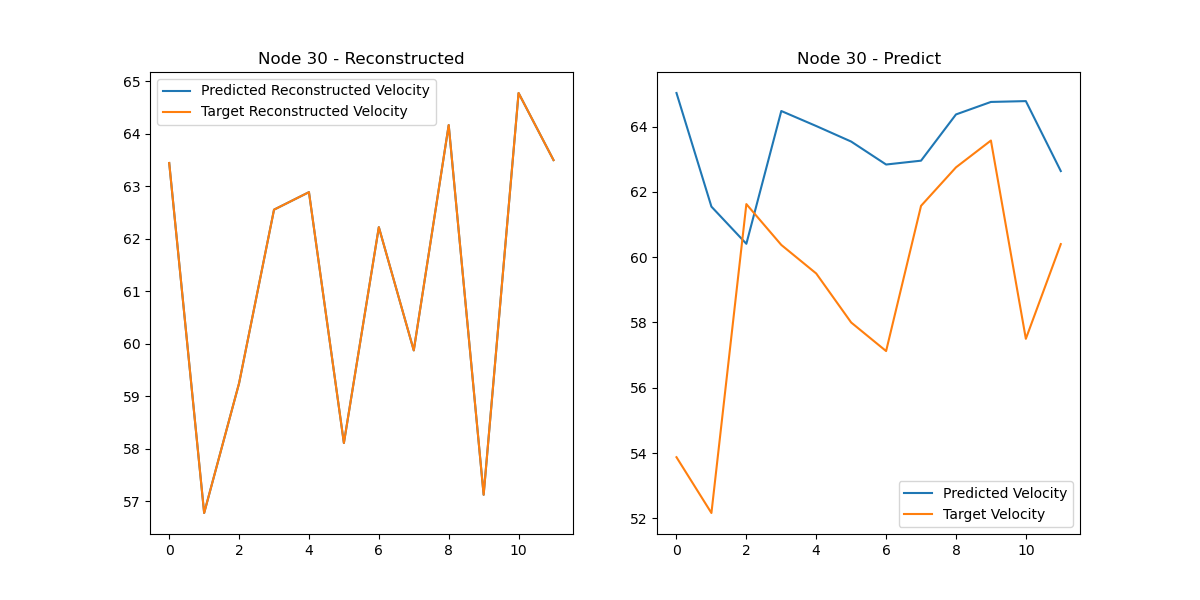 Node 30 - Reconstructed
Predicted Reconstructed Velocity
Target Reconstructed Velocity
65
64
63
62
61
60
59
58
57
0 2 4 6 8 10
Node 30 - Predict
64
62
60
58
56
54
52
Predicted Velocity
Target Velocity
0 2 4 6 8 10